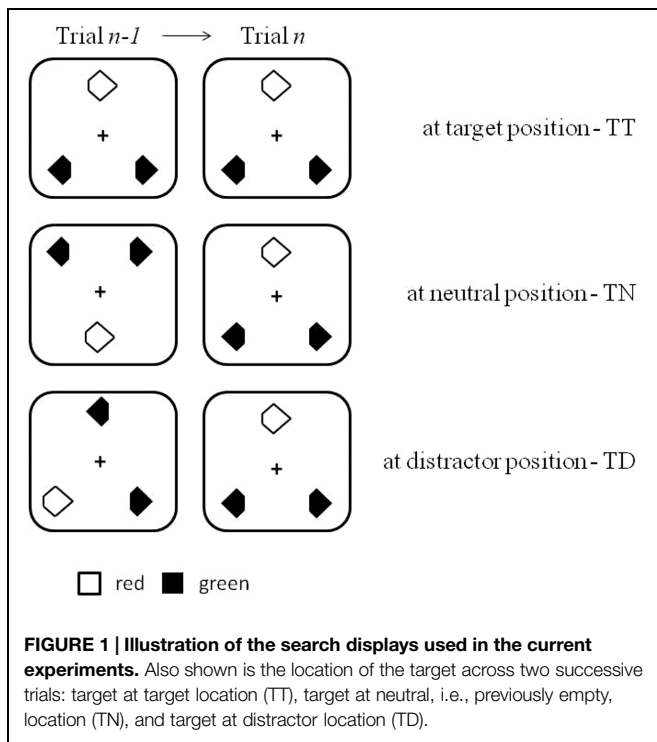 Trial n-1 → Trial n
at target position - TT
at neutral position - TN
at distractor position - TD
red green
FIGURE 1 | Illustration of the search displays used in the current
experiments. Also shown is the location of the target across two successive
trials: target at target location (TT), target at neutral, i.e., previously empty,
location (TN), and target at distractor location (TD).